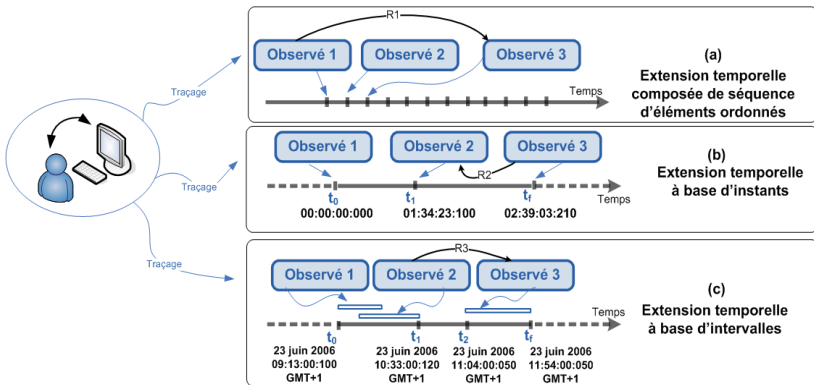 R1
Observé 1
Observé 2
Observé 3
Traçage
Temps
(a)
Extension temporelle
composée de séquence
d'éléments ordonnés
Observé 1
Observé 2
Observé 3
R2
Traçage
Temps
t0
t1
tf
00:00:00:000
01:34:23:100
02:39:03:210
(b)
Extension temporelle
à base d'instants
R3
Observé 1
Observé 2
Observé 3
Traçage
Temps
t0
t1
t2
tf
23 juin 2006
09:13:00:100
GMT+1
23 juin 2006
10:33:00:120
GMT+1
23 juin 2006
11:04:00:050
GMT+1
23 juin 2006
11:54:00:050
GMT+1
(c)
Extension temporelle
à base d'intervalles